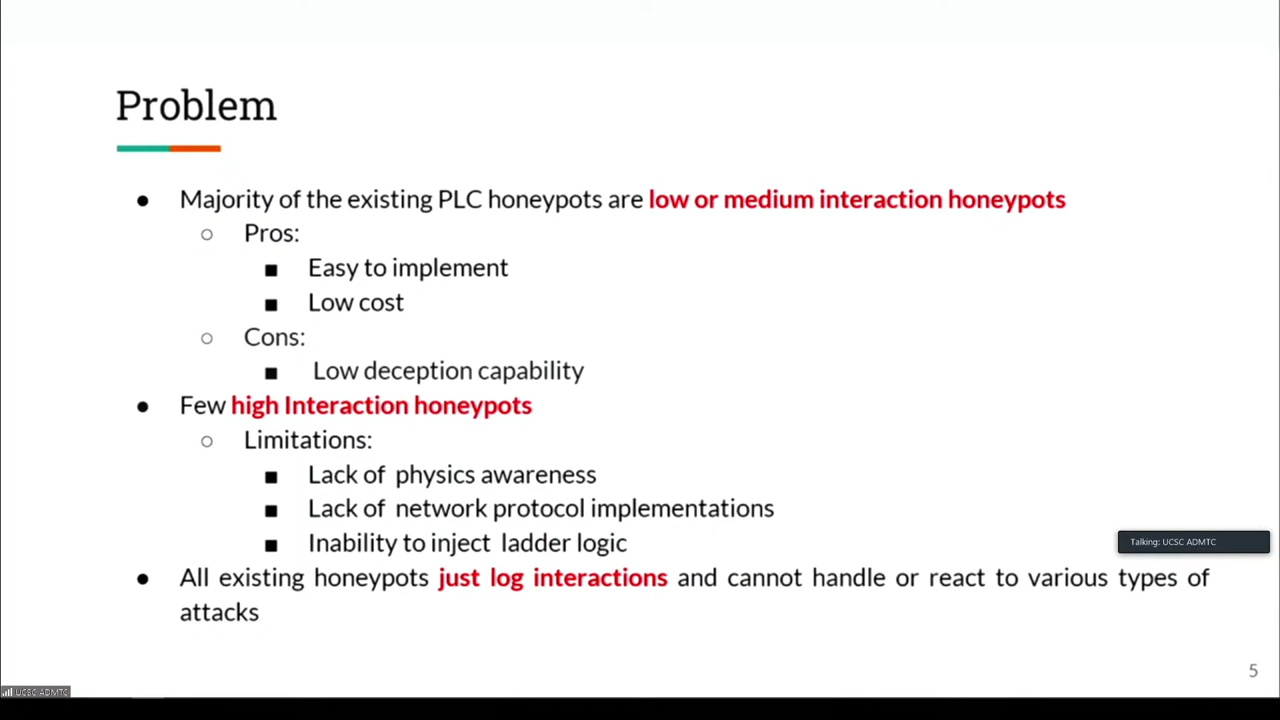 Problem
● Majority of the existing PLC honeypots are low or medium interaction honeypots
○ Pros:
■ Easy to implement
■ Low cost
○ Cons:
■ Low deception capability
● Few high Interaction honeypots
○ Limitations:
■ Lack of physics awareness
■ Lack of network protocol implementations
■ Inability to inject ladder logic
Talking: UCSC ADMTC
● All existing honeypots just log interactions and cannot handle or react to various types of
attacks
5
UCSC ADMTC